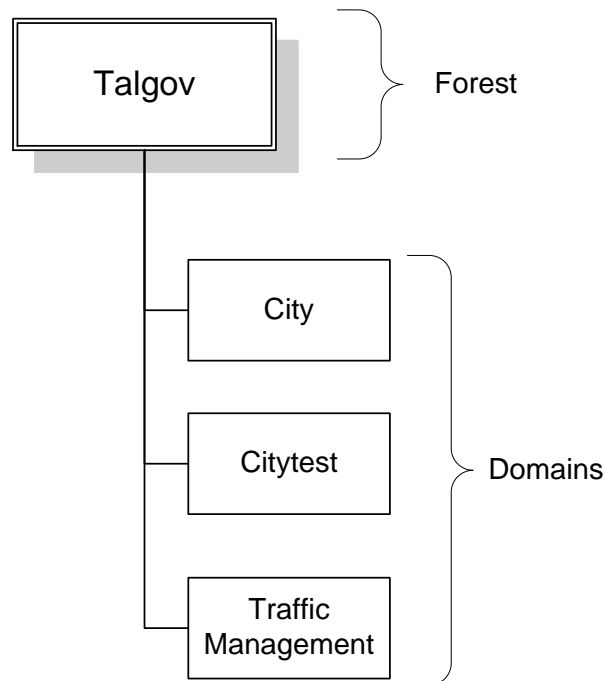 Talgov
Forest
City
Citytest
Domains
Traffic
Management